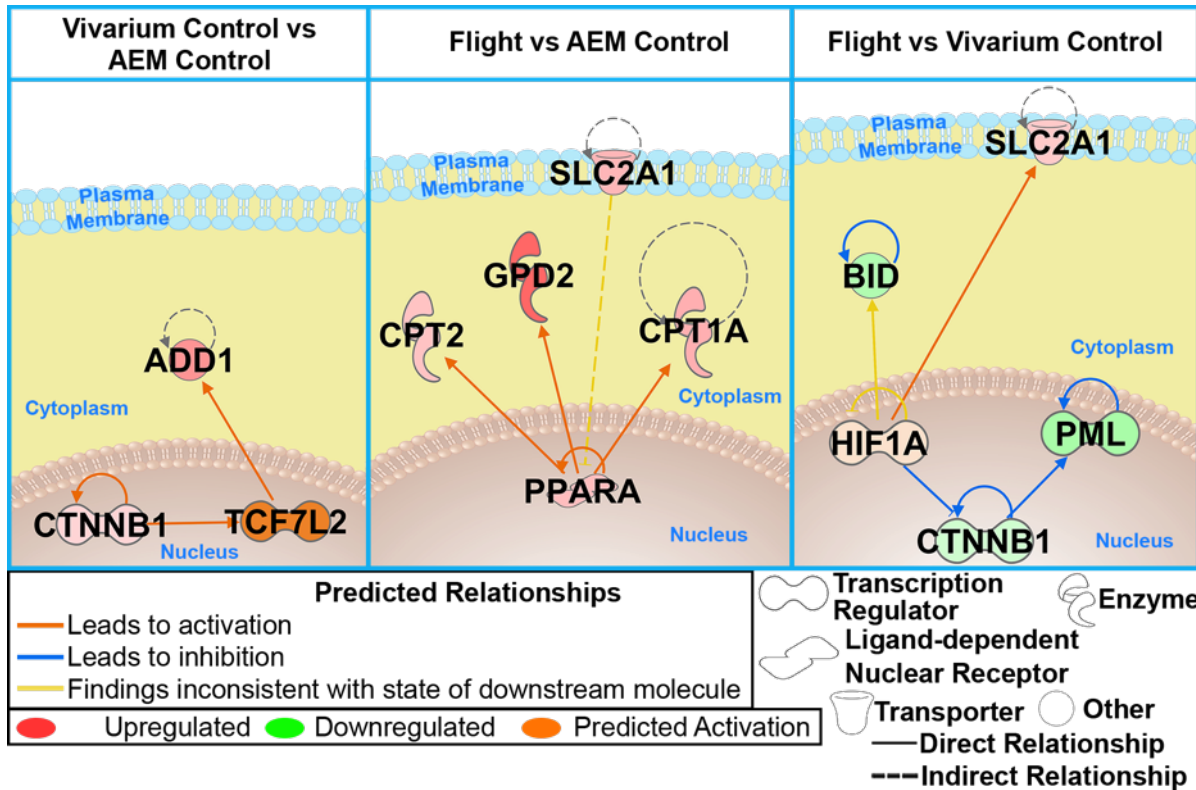 Vivarium Control vs
AEM Control
Flight vs AEM Control
Flight vs Vivarium Control
Plasma
Membrane
ADD1
Cytoplasm
CTNNB1
TCF7L2
Nucleus
SLC2A1
Plasma
Membrane
GPD2
CPT2
CPT1A
Cytoplasm
PPARA
Nucleus
Plasma
Membrane
SLC2A1
BID
Cytoplasm
HIF1A
PML
CTNNB1
Nucleus
Predicted Relationships
Leads to activation
Leads to inhibition
Findings inconsistent with state of downstream molecule
Upregulated
Downregulated
Predicted Activation
Transcription
Regulator
Enzyme
Ligand-dependent
Nuclear Receptor
Transporter
Other
Direct Relationship
Indirect Relationship